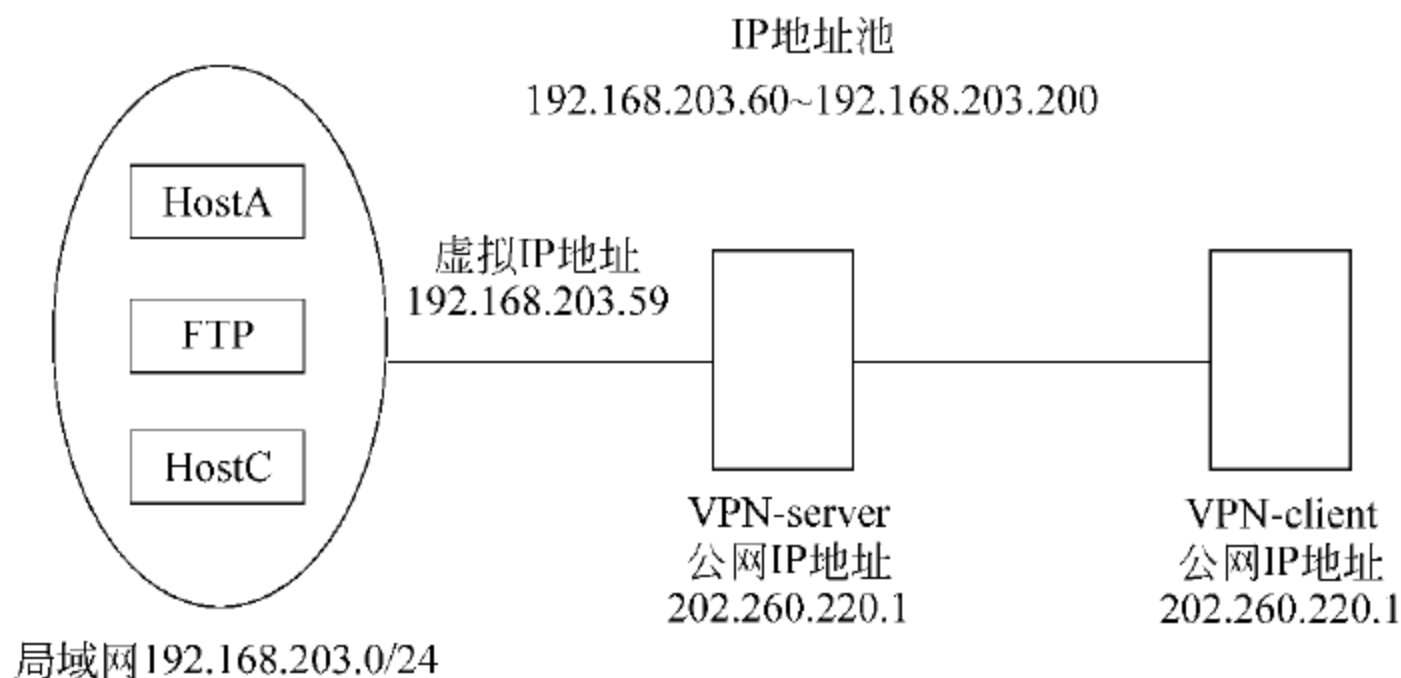 IP地址池
192.168.203.60~192.168.203.200
HostA
FTP
HostC
虚拟IP地址
192.168.203.59
VPN-server
公网IP地址
202.260.220.1
VPN-client
公网IP地址
202.260.220.1
局域网192.168.203.0/24